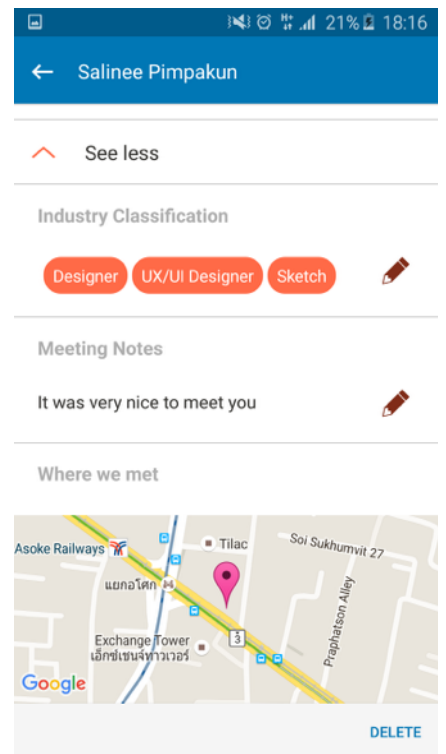 21% 18:16
Salinee Pimpakun
See less
Industry Classification
Designer UX/UI Designer Sketch
Meeting Notes
It was very nice to meet you
Where we met
Asoke Railways
Tilac
Soi Sukhumvit 27
แยกอโศก
Praphatson Alley
Exchange Tower
เอ็กซ์เชนจ์ทาวเวอร์
3
Google
DELETE